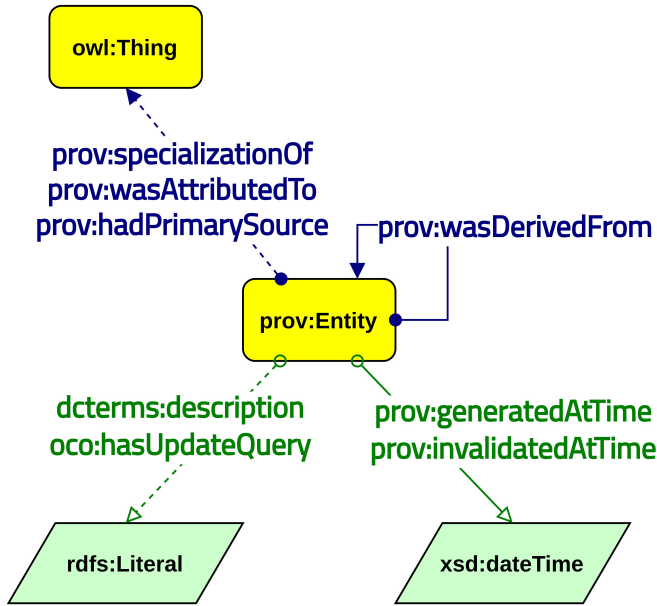 owl:Thing
prov:specializationOf
prov:wasAttributedTo
prov:hadPrimarySource
prov:wasDerivedFrom
prov:Entity
dcterms:description
oco:hasUpdateQuery
prov:generatedAtTime
prov:invalidatedAtTime
rdfs:Literal
xsd:dateTime